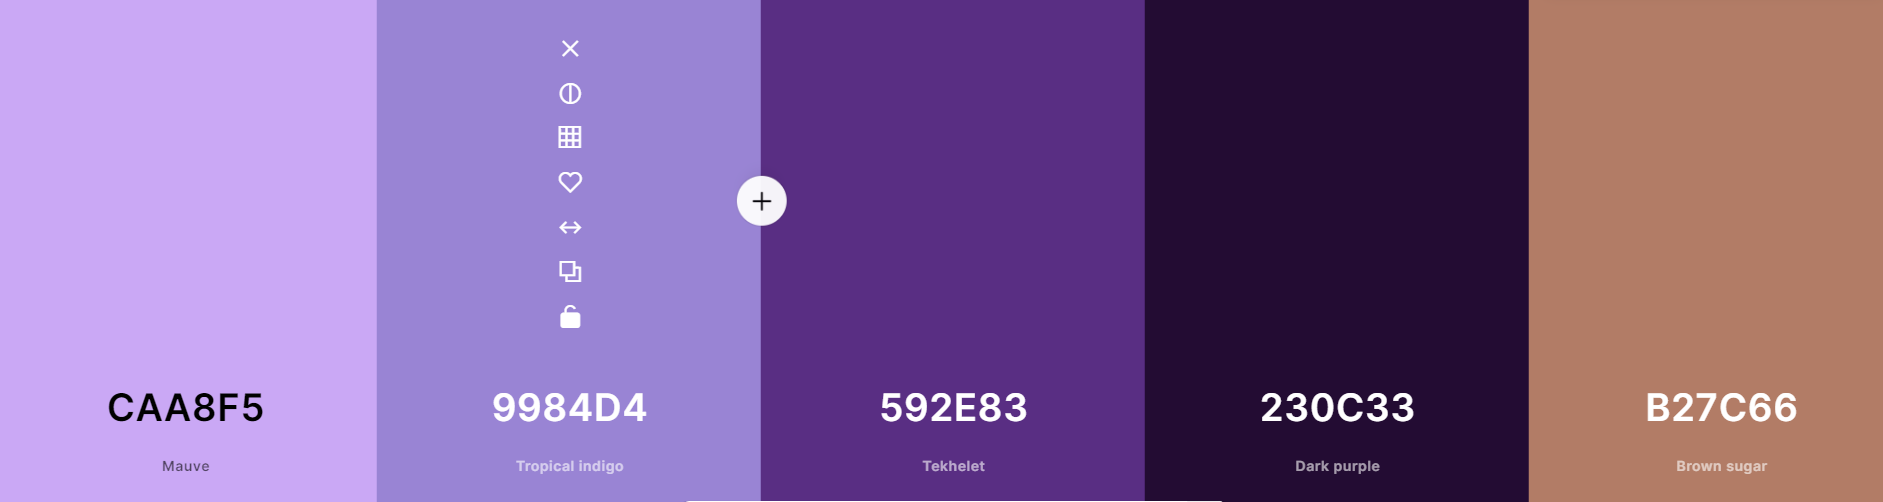 CAA8F5
Mauve
9984D4
Tropical indigo
592E83
Tekhelet
230C33
Dark purple
B27C66
Brown sugar